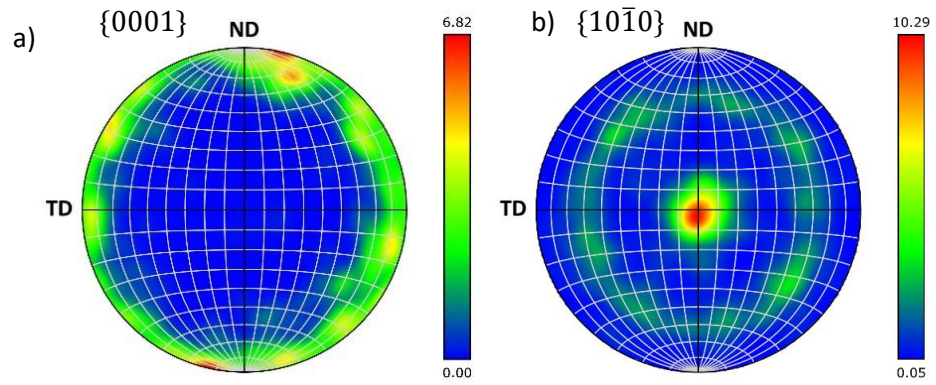 a) {0001}
ND
TD
6.82
0.00
b) {101̅0}
ND
TD
10.29
0.05